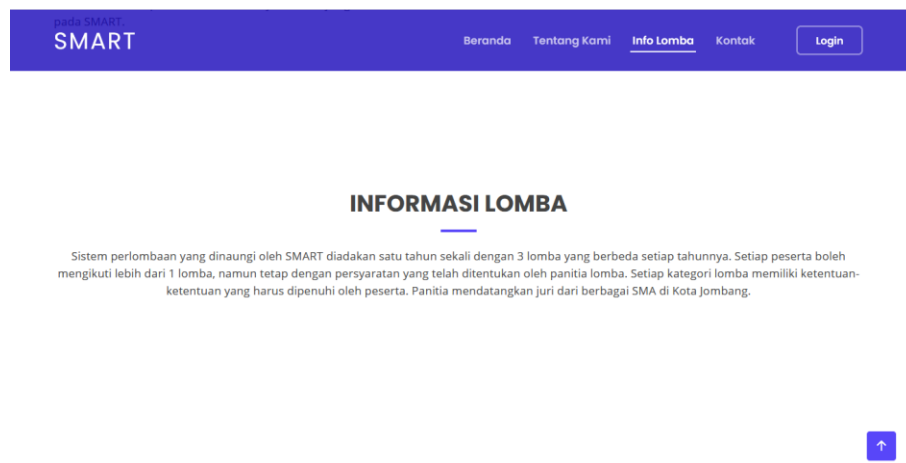 pada SMART.
SMART
Beranda Tentang Kami Info Lomba Kontak Login
INFORMASI LOMBA
Sistem perlombaan yang dinaungi oleh SMART diadakan satu tahun sekali dengan 3 lomba yang berbeda setiap tahunnya. Setiap peserta boleh
mengikuti lebih dari 1 lomba, namun tetap dengan persyaratan yang telah ditentukan oleh panitia lomba. Setiap kategori lomba memiliki ketentuan-
ketentuan yang harus dipenuhi oleh peserta. Panitia mendatangkan juri dari berbagai SMA di Kota Jombang.